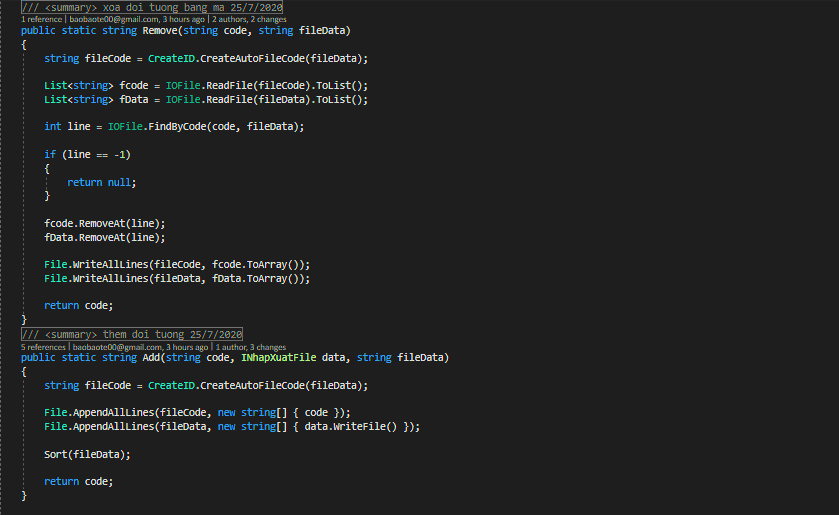 /// <summary> xoa doi tuong bang ma 25/7/2020
1 reference | baobaote00@gmail.com, 3 hours ago | 2 authors, 2 changes
public static string Remove(string code, string fileData)
{
string fileCode = CreateID.CreateAutoFileCode(fileData);
List<string> fcode = IOFile.ReadFile(fileCode).ToList();
List<string> fData = IOFile.ReadFile(fileData).ToList();
int line = IOFile.FindByCode(code, fileData);
if (line == -1)
{
return null;
}
fcode.RemoveAt(line);
fData.RemoveAt(line);
File.WriteAllLines(fileCode, fcode.ToArray());
File.WriteAllLines(fileData, fData.ToArray());
return code;
}
/// <summary> them doi tuong 25/7/2020
5 references | baobaote00@gmail.com, 3 hours ago | 1 author, 3 changes
public static string Add(string code, INhapXuatFile data, string fileData)
{
string fileCode = CreateID.CreateAutoFileCode(fileData);
File.AppendAllLines(fileCode, new string[] { code });
File.AppendAllLines(fileData, new string[] { data.WriteFile() });
Sort(fileData);
return code;
}